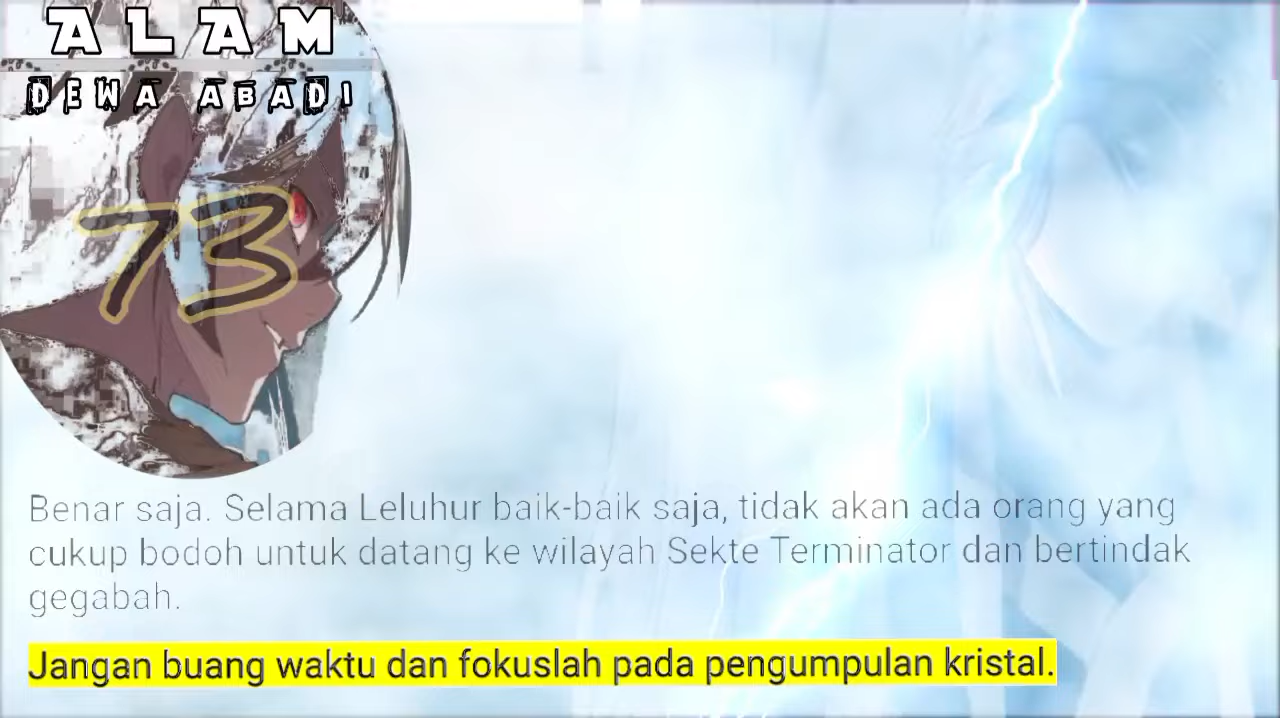 ALAM
DEWA ABADI
73
Benar saja. Selama Leluhur baik-baik saja, tidak akan ada orang yang
cukup bodoh untuk datang ke wilayah Sekte Terminator dan bertindak
gegabah.
Jangan buang waktu dan fokuslah pada pengumpulan kristal.